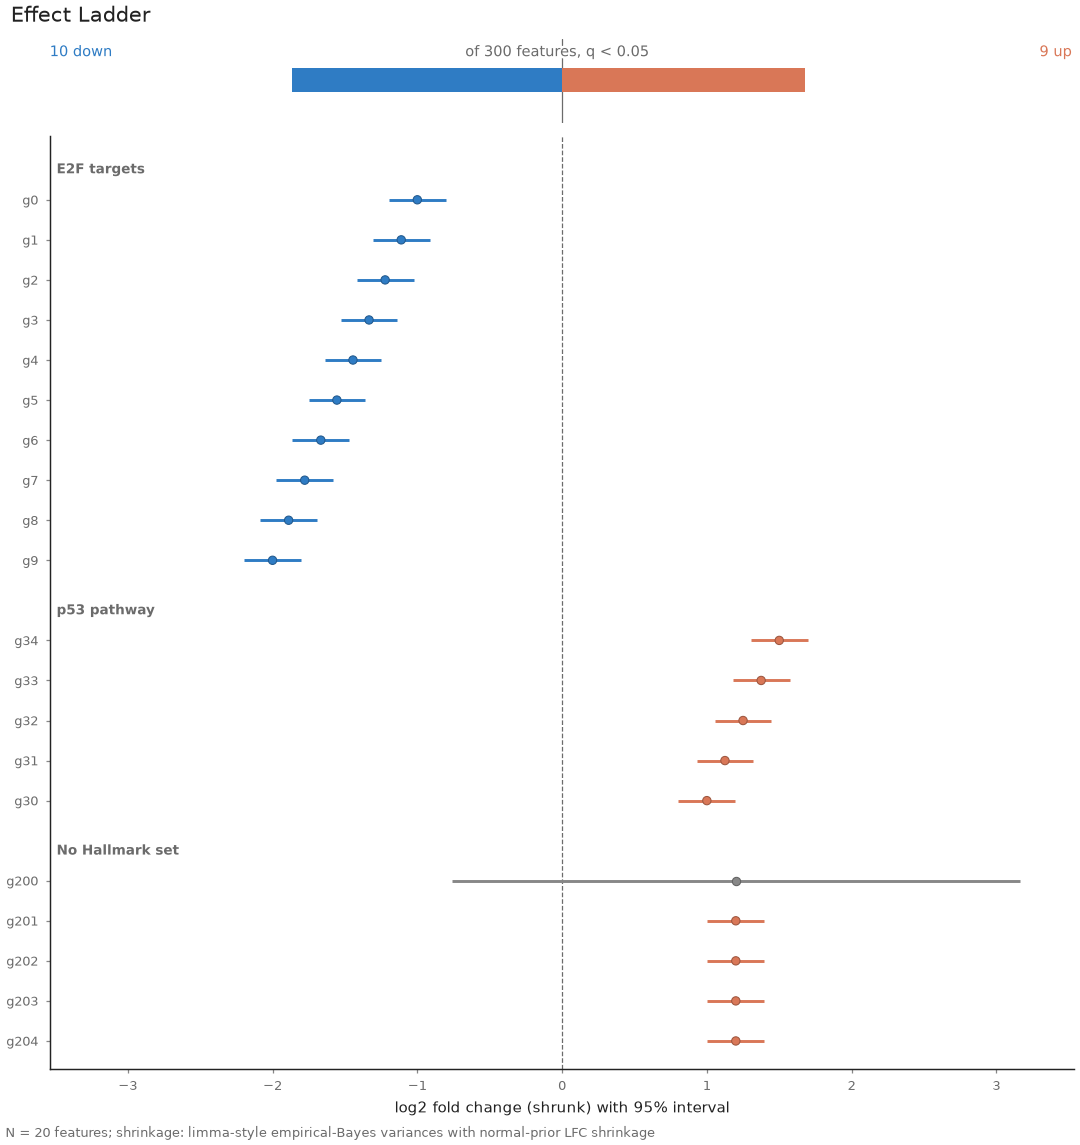 Effect Ladder
10 down
of 300 features, q < 0.05
9 up
E2F targets
g0
g1
g2
g3
g4
g5
g6
g7
g8
g9
p53 pathway
g34
g33
g32
g31
g30
No Hallmark set
g200
g201
g202
g203
g204
−3 −2 −1 0 1 2 3
log2 fold change (shrunk) with 95% interval
N = 20 features; shrinkage: limma-style empirical-Bayes variances with normal-prior LFC shrinkage